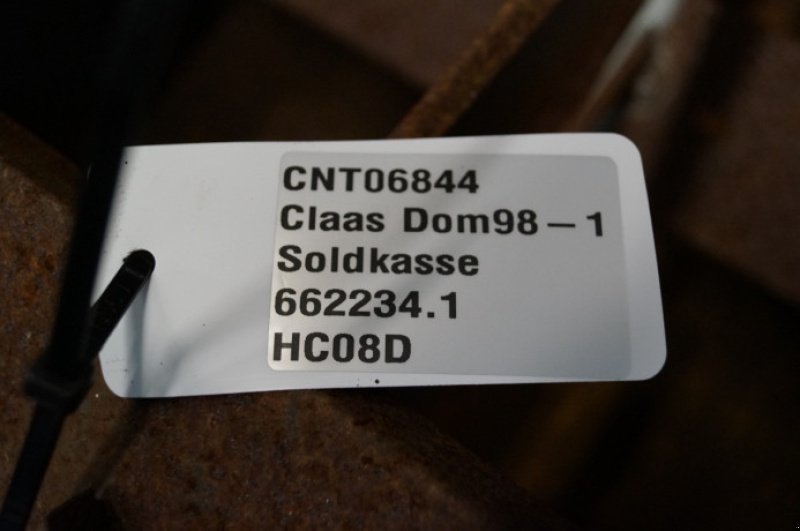 CNT06844
Claas Dom98-1
Soldkasse
662234.1
HC08D